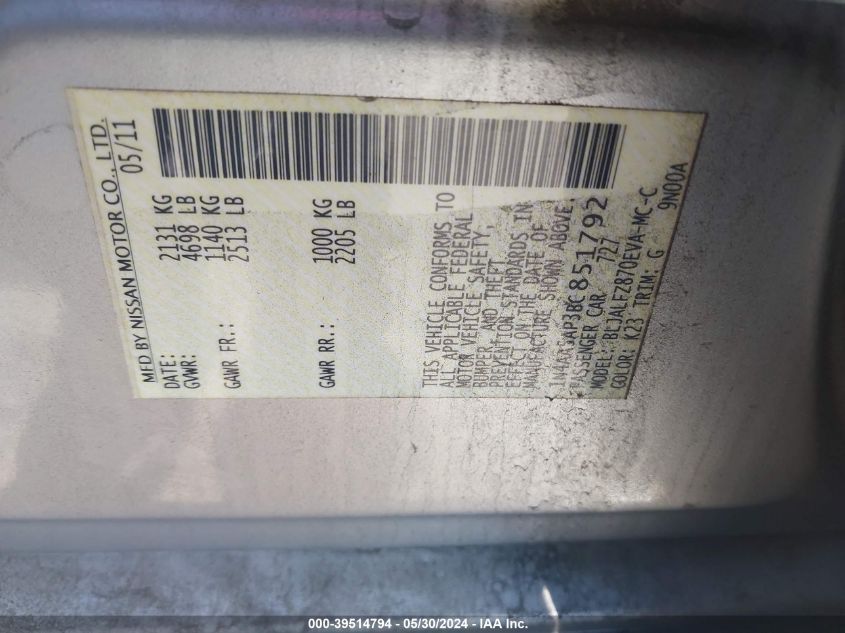 MFD BY NISSAN MOTOR CO., LTD.
DATE: 05/11
GVWR: 2131 KG
4698 LB
GAWR FR.: 1140 KG
2513 LB
GAWR RR.: 1000 KG
2205 LB
THIS VEHICLE CONFORMS TO
ALL APPLICABLE FEDERAL
MOTOR VEHICLE SAFETY,
BUMPER AND THEFT
PREVENTION STANDARDS IN
EFFECT ON THE DATE OF
MANUFACTURE SHOWN ABOVE.
PASSENGER CAR 727
MODEL: BLJALFZ870EVA-MC-C
COLOR: K23 TRIM: G 9N00A
000-39514794 - 05/30/2024 - IAA Inc.